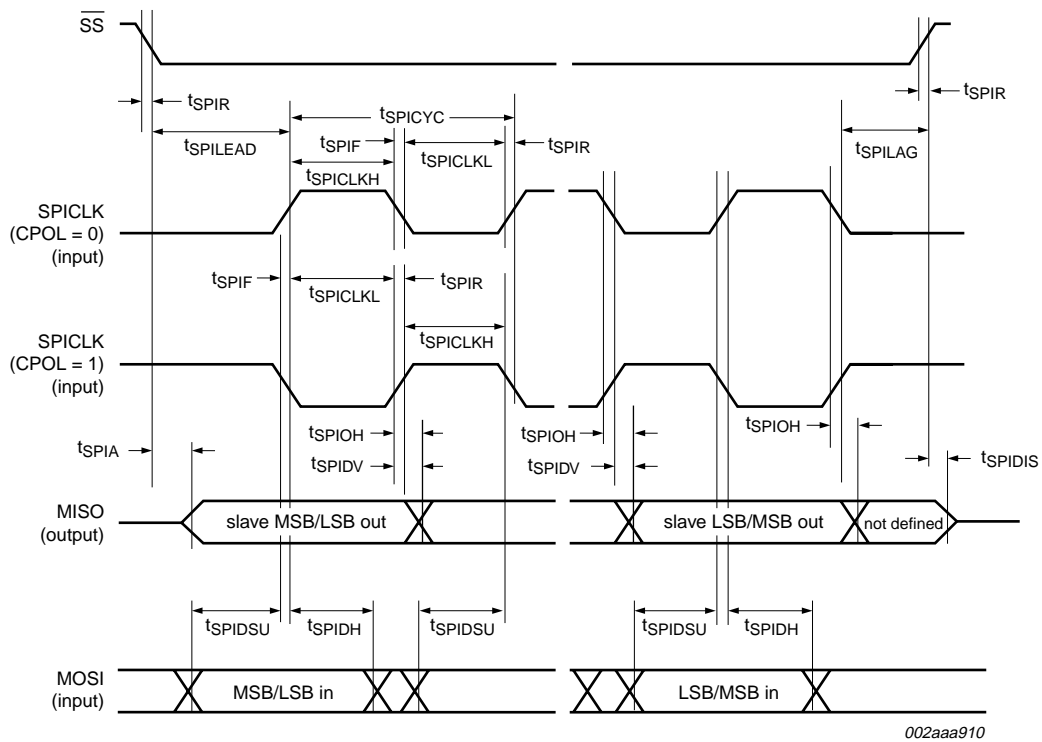 SS
tSPIR
tSPIR
tSPICYC
tSPILEAD
tSPIF
tSPICLKL
tSPIR
tSPILAG
tSPICLKH
SPICLK
(CPOL = 0)
(input)
tSPIF
tSPICLKL
tSPIR
SPICLK
(CPOL = 1)
(input)
tSPICLKH
tSPIA
tSPIOH
tSPIOH
tSPIOH
tSPIDV
tSPIDV
tSPIDIS
MISO
(output)
slave MSB/LSB out
slave LSB/MSB out
not defined
tSPIDSU
tSPIDH
tSPIDSU
tSPIDSU
tSPIDH
MOSI
(input)
MSB/LSB in
LSB/MSB in
002aaa910